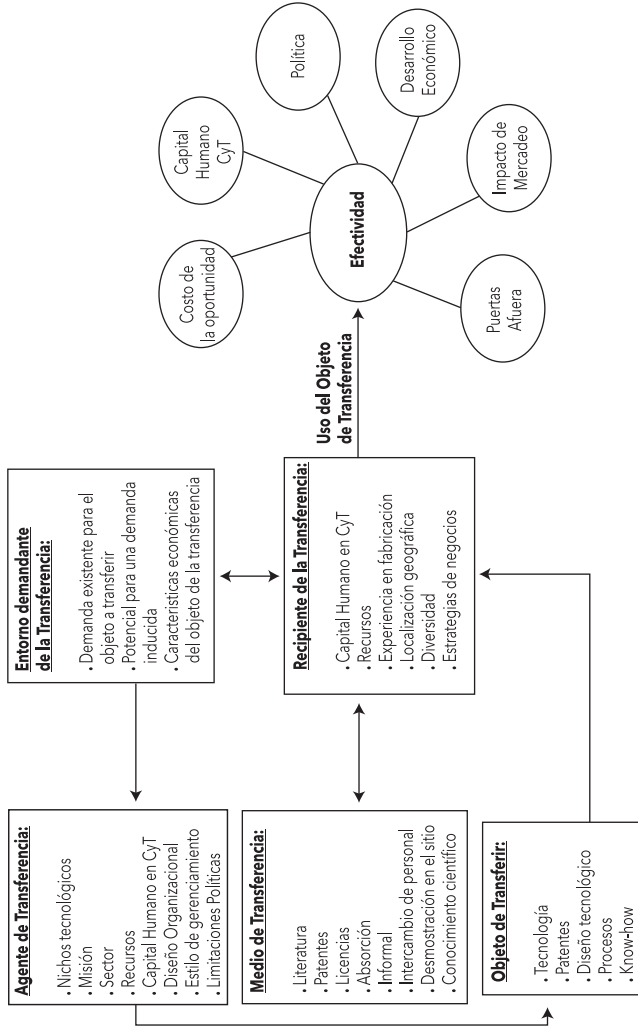 Agente de Transferencia:
. Nichos tecnológicos
. Misión
. Sector
. Recursos
. Capital Humano en CyT
. Diseño Organizacional
. Estilo de gerenciamiento
. Limitaciones Políticas
Entorno demandante
de la Transferencia:
. Demanda existente para el
objeto a transferir
. Potencial para una demanda
inducida
. Características económicas
del objeto de la transferencia
Medio de Transferencia:
. Literatura
. Patentes
. Licencias
. Absorción
. Informal
. Intercambio de personal
. Desmostración en el sitio
. Conocimiento científico
Recipiente de la Transferencia:
. Capital Humano en CyT
. Recursos
. Experiencia en fabricación
. Localización geográfica
. Diversidad
. Estrategias de negocios
Objeto de Transferir:
. Tecnología
. Patentes
. Diseño tecnológico
. Procesos
. Know-how
Uso del Objeto
de Transferencia
Efectividad
Costo de
la oportunidad
Capital
Humano
CyT
Política
Desarrollo
Económico
Impacto de
Mercadeo
Puertas
Afuera